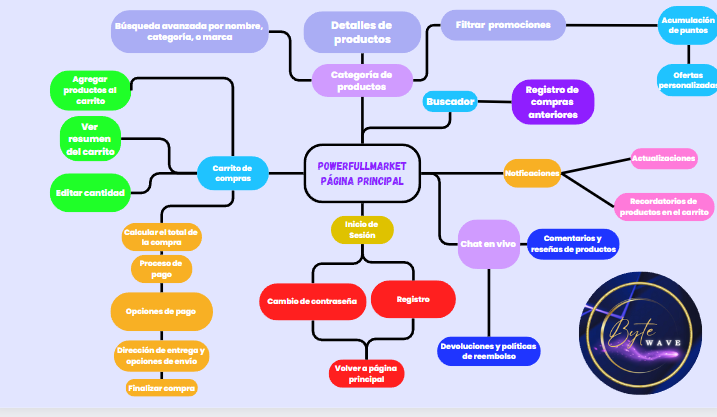 Búsqueda avanzada por nombre,
categoría, o marca
Detalles de
productos
Filtrar promociones
Acumulación
de puntos
Ofertas
personalizadas
Categoría de
productos
Agregar
productos al
carrito
Buscador
Registro de
compras
anteriores
Ver
resumen
del carrito
Editar cantidad
Carrito de
compras
POWERFULLMARKET
PÁGINA PRINCIPAL
Notificaciones
Actualizaciones
Recordatorios de
productos en el carrito
Inicio de
Sesión
Chat en vivo
Comentarios y
reseñas de productos
Calcular el total de
la compra
Proceso de
pago
Opciones de pago
Dirección de entrega y
opciones de envío
Finalizar compra
Cambio de contraseña
Registro
Volver a página
principal
Devoluciones y políticas
de reembolso
Byte
WAVE